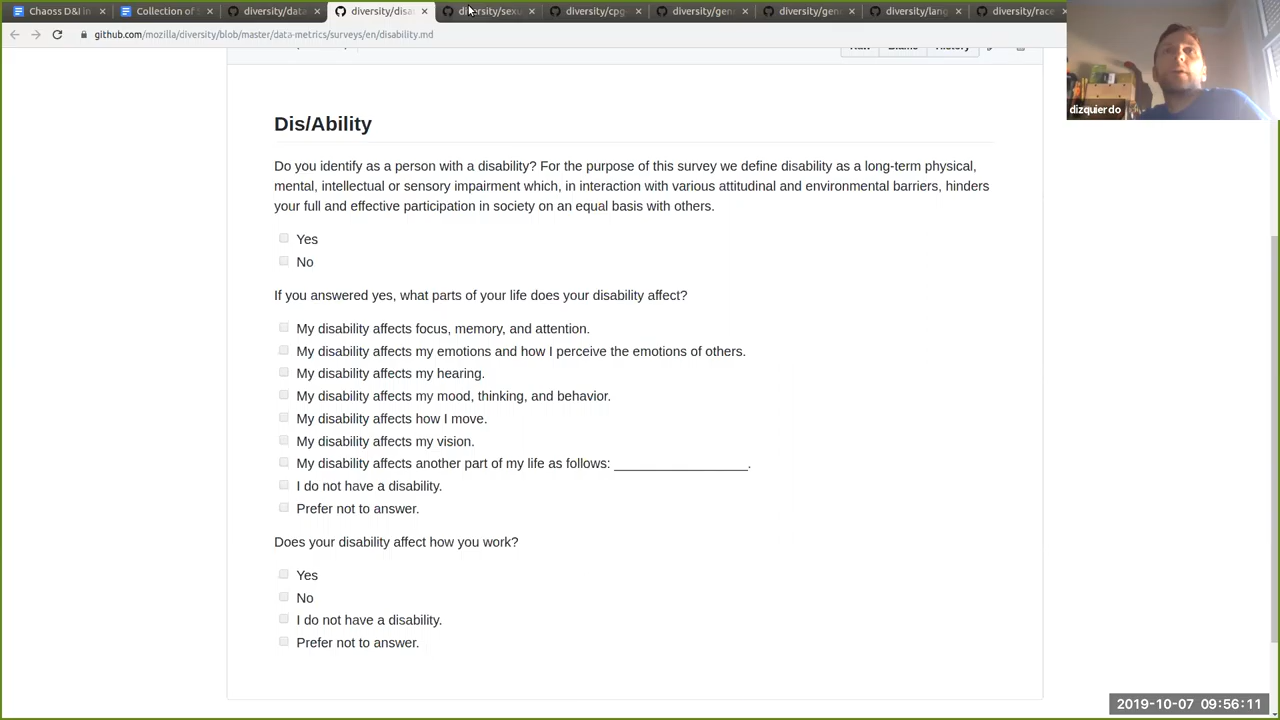 Chaoss D&I in
Collection of
diversity/data
diversity/disa
diversity/sexu
diversity/cpg
diversity/gen
diversity/gen
diversity/lang
diversity/race
github.com/mozilla/diversity/blob/master/data-metrics/surveys/en/disability.md
dizquierdo
Dis/Ability
Do you identify as a person with a disability? For the purpose of this survey we define disability as a long-term physical,
mental, intellectual or sensory impairment which, in interaction with various attitudinal and environmental barriers, hinders
your full and effective participation in society on an equal basis with others.
Yes
No
If you answered yes, what parts of your life does your disability affect?
My disability affects focus, memory, and attention.
My disability affects my emotions and how I perceive the emotions of others.
My disability affects my hearing.
My disability affects my mood, thinking, and behavior.
My disability affects how I move.
My disability affects my vision.
My disability affects another part of my life as follows: __________________.
I do not have a disability.
Prefer not to answer.
Does your disability affect how you work?
Yes
No
I do not have a disability.
Prefer not to answer.
2019-10-07 09:56:11